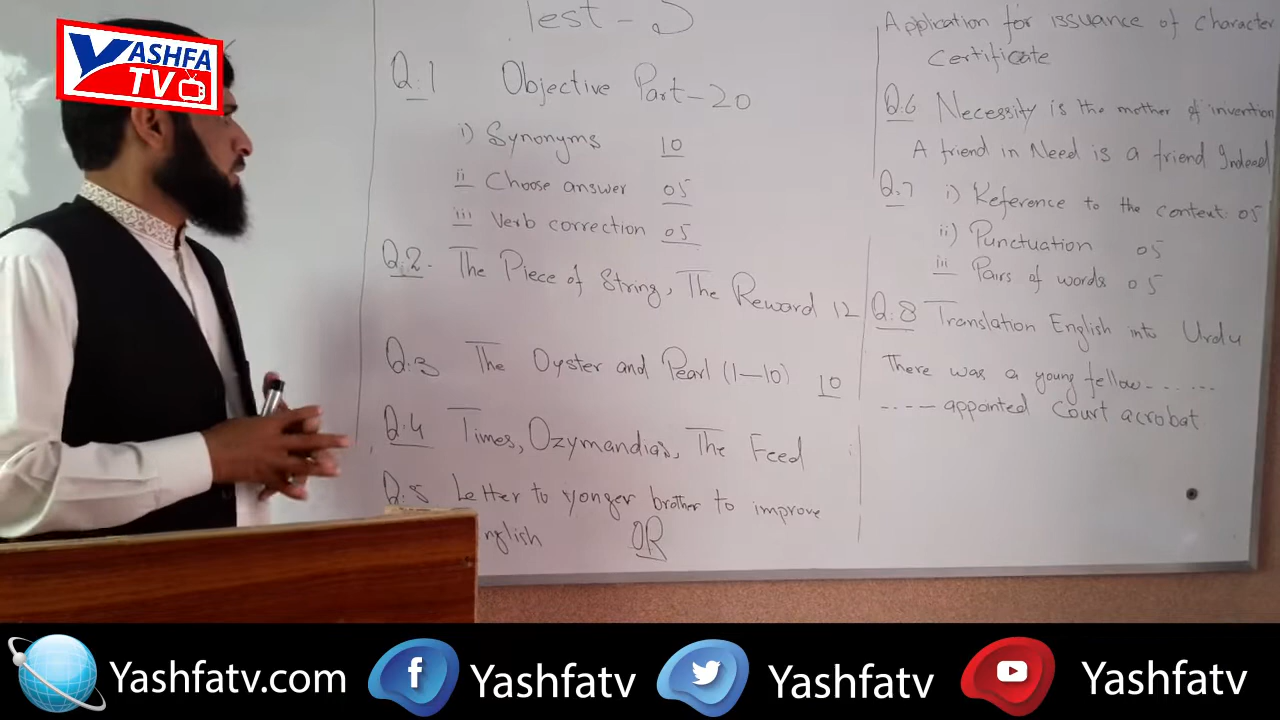 YASHFA
TV
Test - 5
Q:1 Objective Part-20
i) Synonyms 10
ii Choose answer 05
iii Verb correction 05
Q:2- The Piece of String, The Reward 12
Q:3 The Oyster and Pearl (1-10) 10
Q:4 Times, Ozymandias, The Feed
Q:5 Letter to yonger brother to improve
nglish OR
Application for issuance of character
Certificate
Q:6 Necessity is the mother of invention
A friend in Need is a friend Indeed
Q:7 i) Reference to the content: 05
ii) Punctuation 05
iii Pairs of words 05
Q:8 Translation English into Urdu
There was a young fellow- - - - - -
- - - - appointed Court acrobat
Yashfatv.com
Yashfatv
Yashfatv
Yashfatv